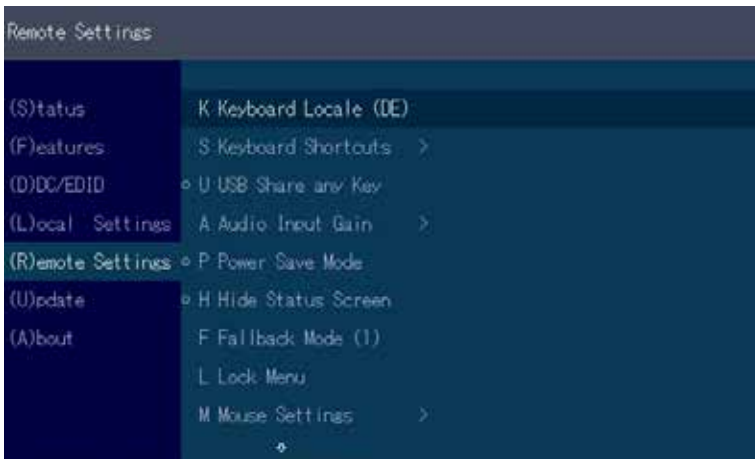 Remote Settings
(S)tatus
(F)eatures
(D)DC/EDID
(L)ocal Settings
(R)emote Settings
(U)pdate
(A)bout
K Keyboard Locale (DE)
S Keyboard Shortcuts >
U USB Share any Key
A Audio Input Gain >
P Power Save Mode
H Hide Status Screen
F Fallback Mode (1)
L Lock Menu
M Mouse Settings >